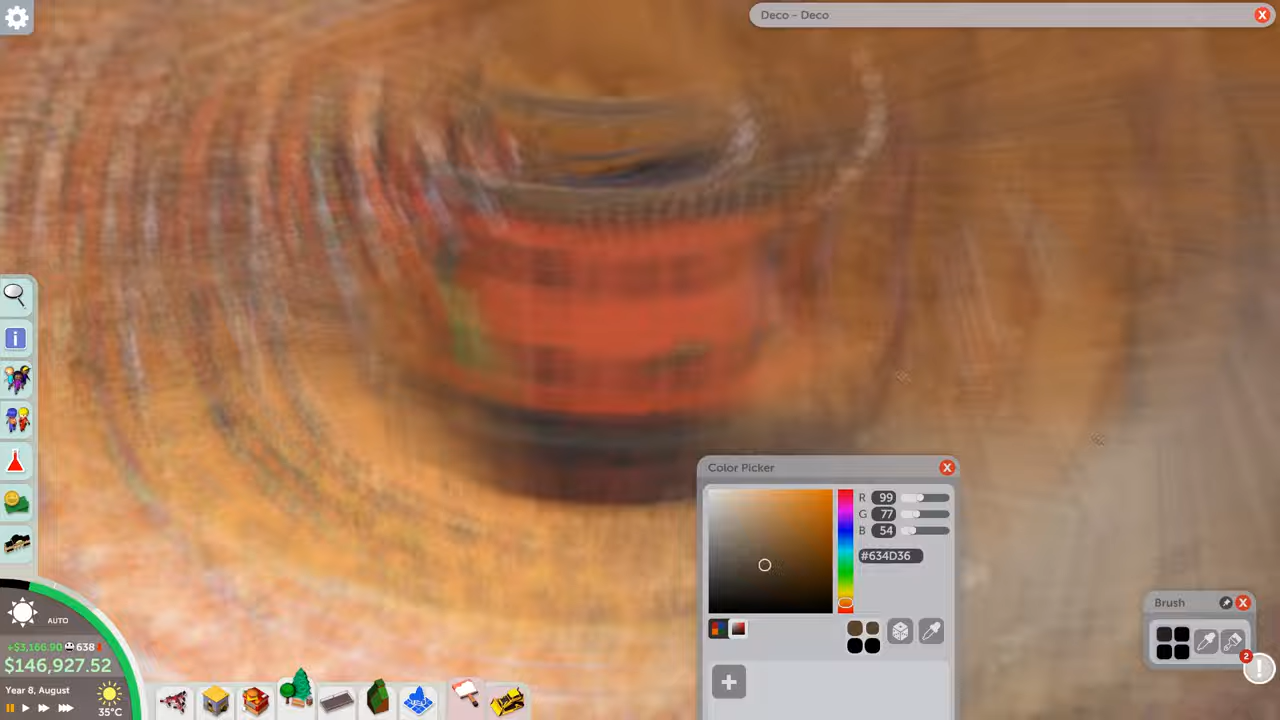 Deco - Deco
X
Color Picker
X
R 99
G 77
B 54
#634D36
Brush
X
2
AUTO
+$3,166.90 638
$146,927.52
Year 8, August
35°C